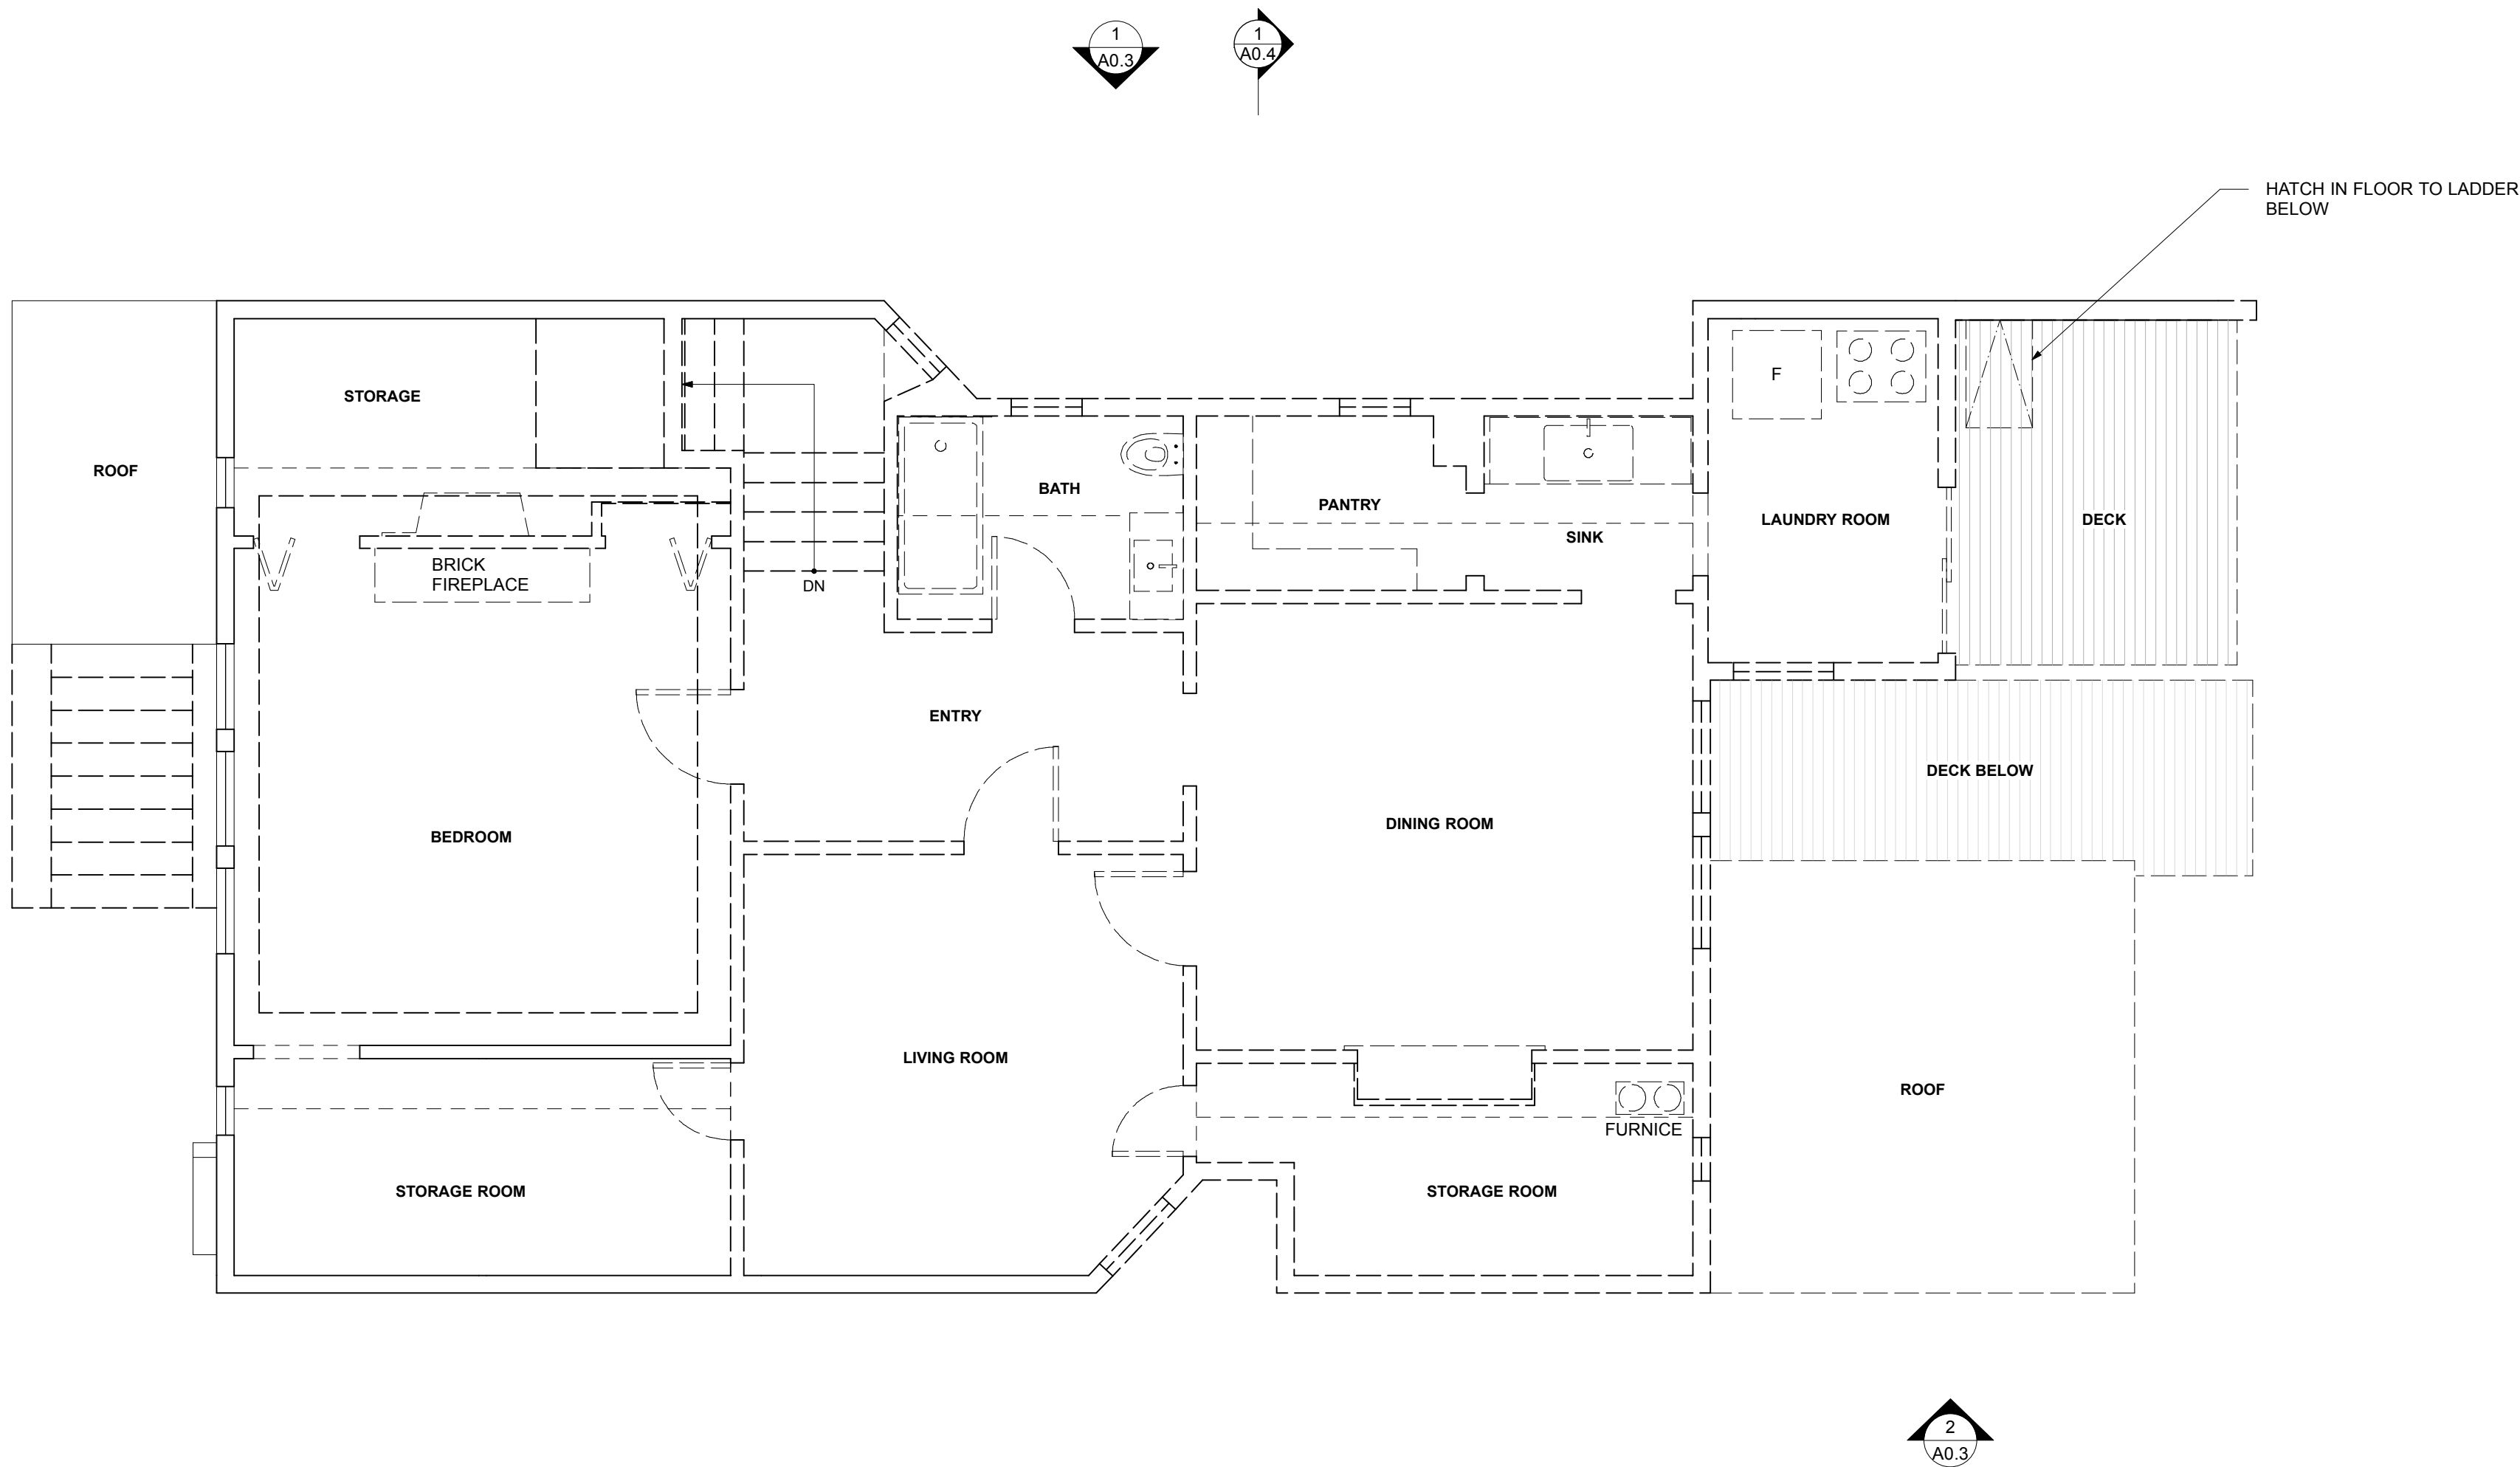 1
A0.3
1
A0.4
HATCH IN FLOOR TO LADDER
BELOW
F
STORAGE
ROOF
BATH
PANTRY
SINK
LAUNDRY ROOM
DECK
BRICK
FIREPLACE
DN
ENTRY
DECK BELOW
BEDROOM
DINING ROOM
LIVING ROOM
ROOF
FURNICE
STORAGE ROOM
STORAGE ROOM
2
A0.3